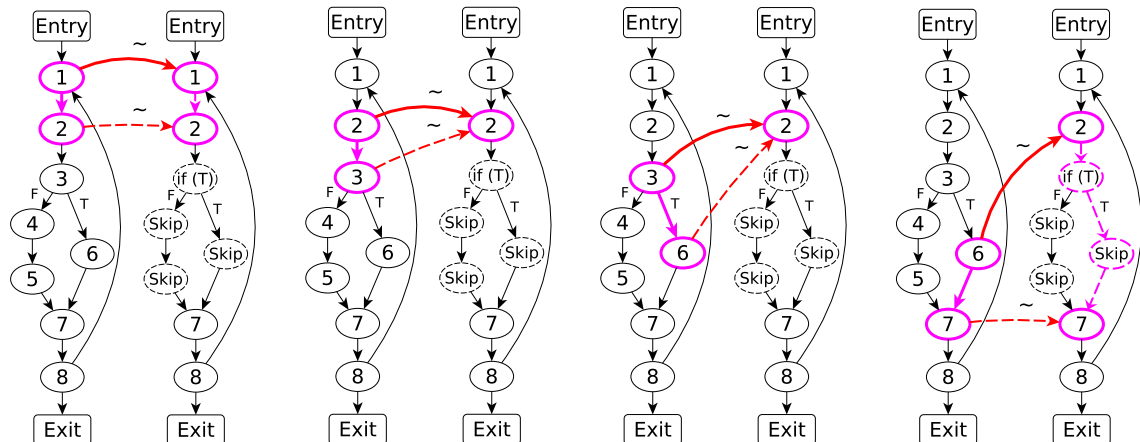 Entry Entry Entry Entry Entry Entry Entry Entry
~
1 1 1 1 1 1 1 1
~ ~ ~
2 2 2 2 2 2 2 2
~ ~
3 if (T) 3 if (T) 3 if (T) 3 if (T)
F T F T F T F T F T F T F T F T
4 Skip 4 Skip 4 Skip 4 Skip
6 Skip 6 Skip 6 Skip 6 Skip
5 Skip 5 Skip 5 Skip 5 Skip
~
7 7 7 7 7 7 7 7
8 8 8 8 8 8 8 8
Exit Exit Exit Exit Exit Exit Exit Exit